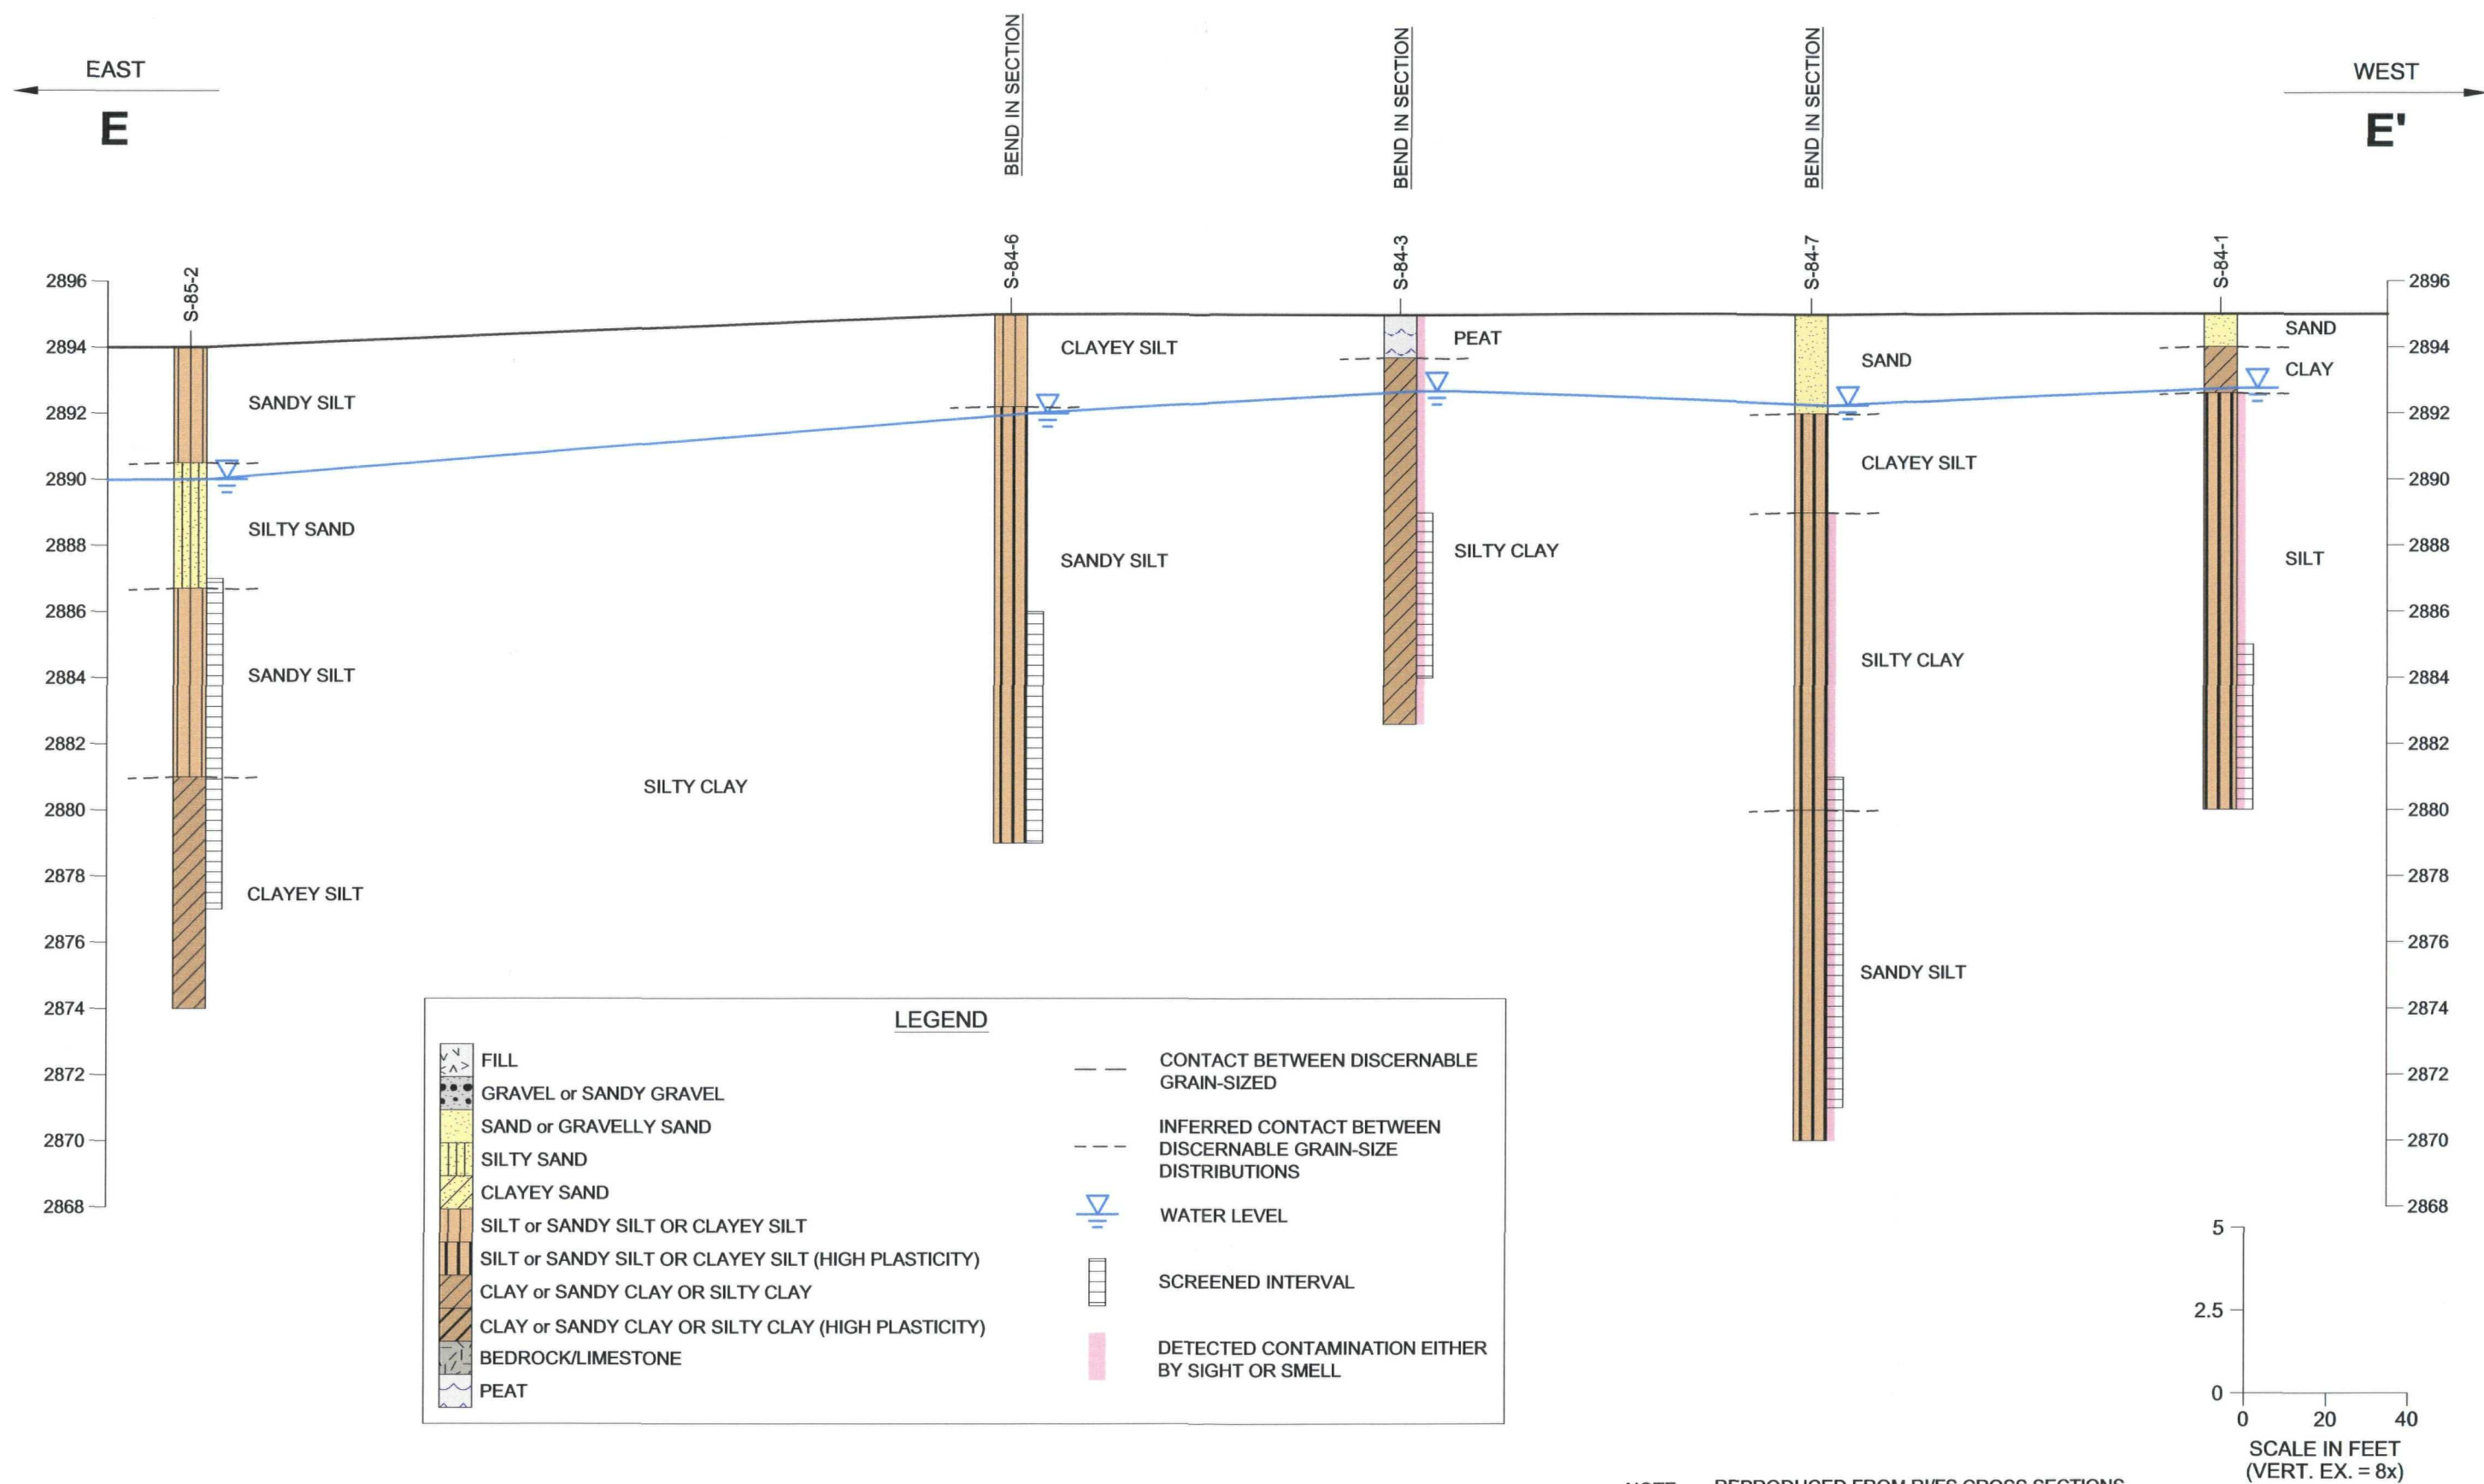 EAST
E
BEND IN SECTION
BEND IN SECTION
BEND IN SECTION
WEST
E'
S-85-2
S-84-6
S-84-3
S-84-7
S-84-1
2896
2894
2892
2890
2888
2886
2884
2882
2880
2878
2876
2874
2872
2870
2868
SANDY SILT
SILTY SAND
SANDY SILT
CLAYEY SILT
SILTY CLAY
CLAYEY SILT
SANDY SILT
PEAT
SILTY CLAY
SAND
CLAYEY SILT
SILTY CLAY
SANDY SILT
SAND
CLAY
SILT
2896
2894
2892
2890
2888
2886
2884
2882
2880
2878
2876
2874
2872
2870
2868
LEGEND
FILL
GRAVEL or SANDY GRAVEL
SAND or GRAVELLY SAND
SILTY SAND
CLAYEY SAND
SILT or SANDY SILT OR CLAYEY SILT
SILT or SANDY SILT OR CLAYEY SILT (HIGH PLASTICITY)
CLAY or SANDY CLAY OR SILTY CLAY
CLAY or SANDY CLAY OR SILTY CLAY (HIGH PLASTICITY)
BEDROCK/LIMESTONE
PEAT
CONTACT BETWEEN DISCERNABLE
GRAIN-SIZED
INFERRED CONTACT BETWEEN
DISCERNABLE GRAIN-SIZE
DISTRIBUTIONS
WATER LEVEL
SCREENED INTERVAL
DETECTED CONTAMINATION EITHER
BY SIGHT OR SMELL
5
2.5
0
0 20 40
SCALE IN FEET
(VERT. EX. = 8x)
REPRODUCED FROM RI/FS CROSS SECTIONS